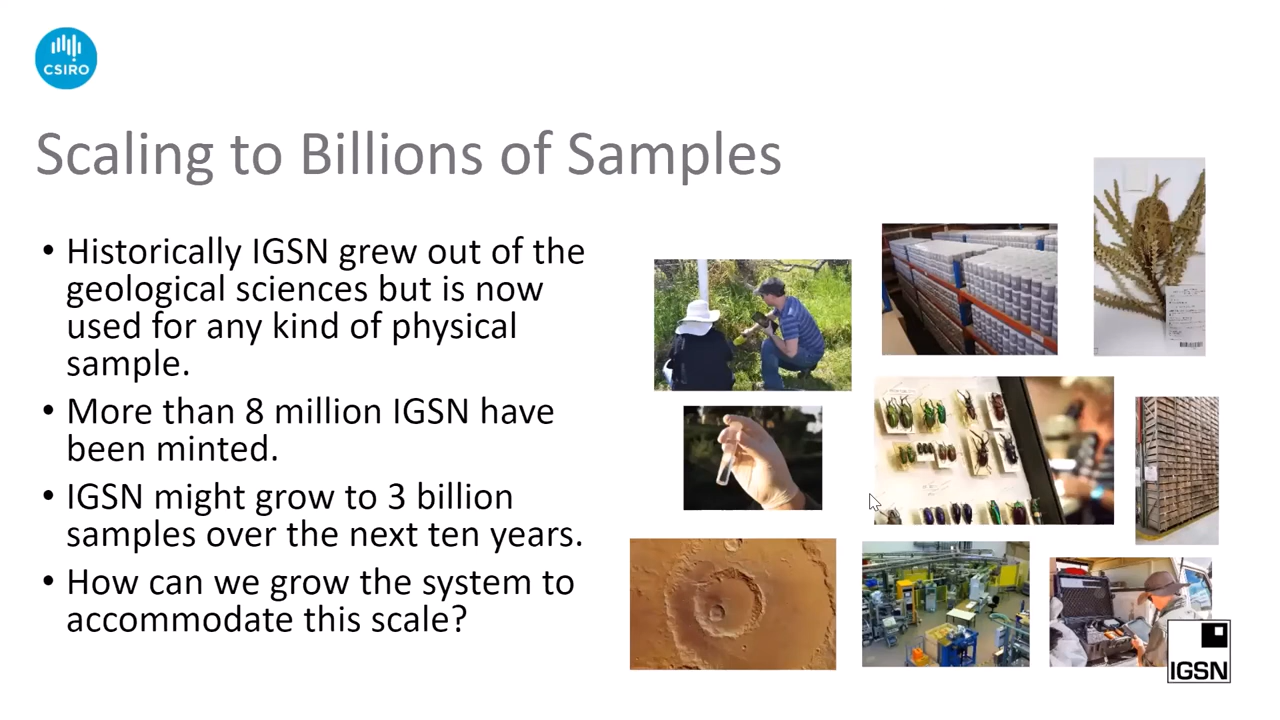 CSIRO
Scaling to Billions of Samples
• Historically IGSN grew out of the
geological sciences but is now
used for any kind of physical
sample.
• More than 8 million IGSN have
been minted.
• IGSN might grow to 3 billion
samples over the next ten years.
• How can we grow the system to
accommodate this scale?
IGSN